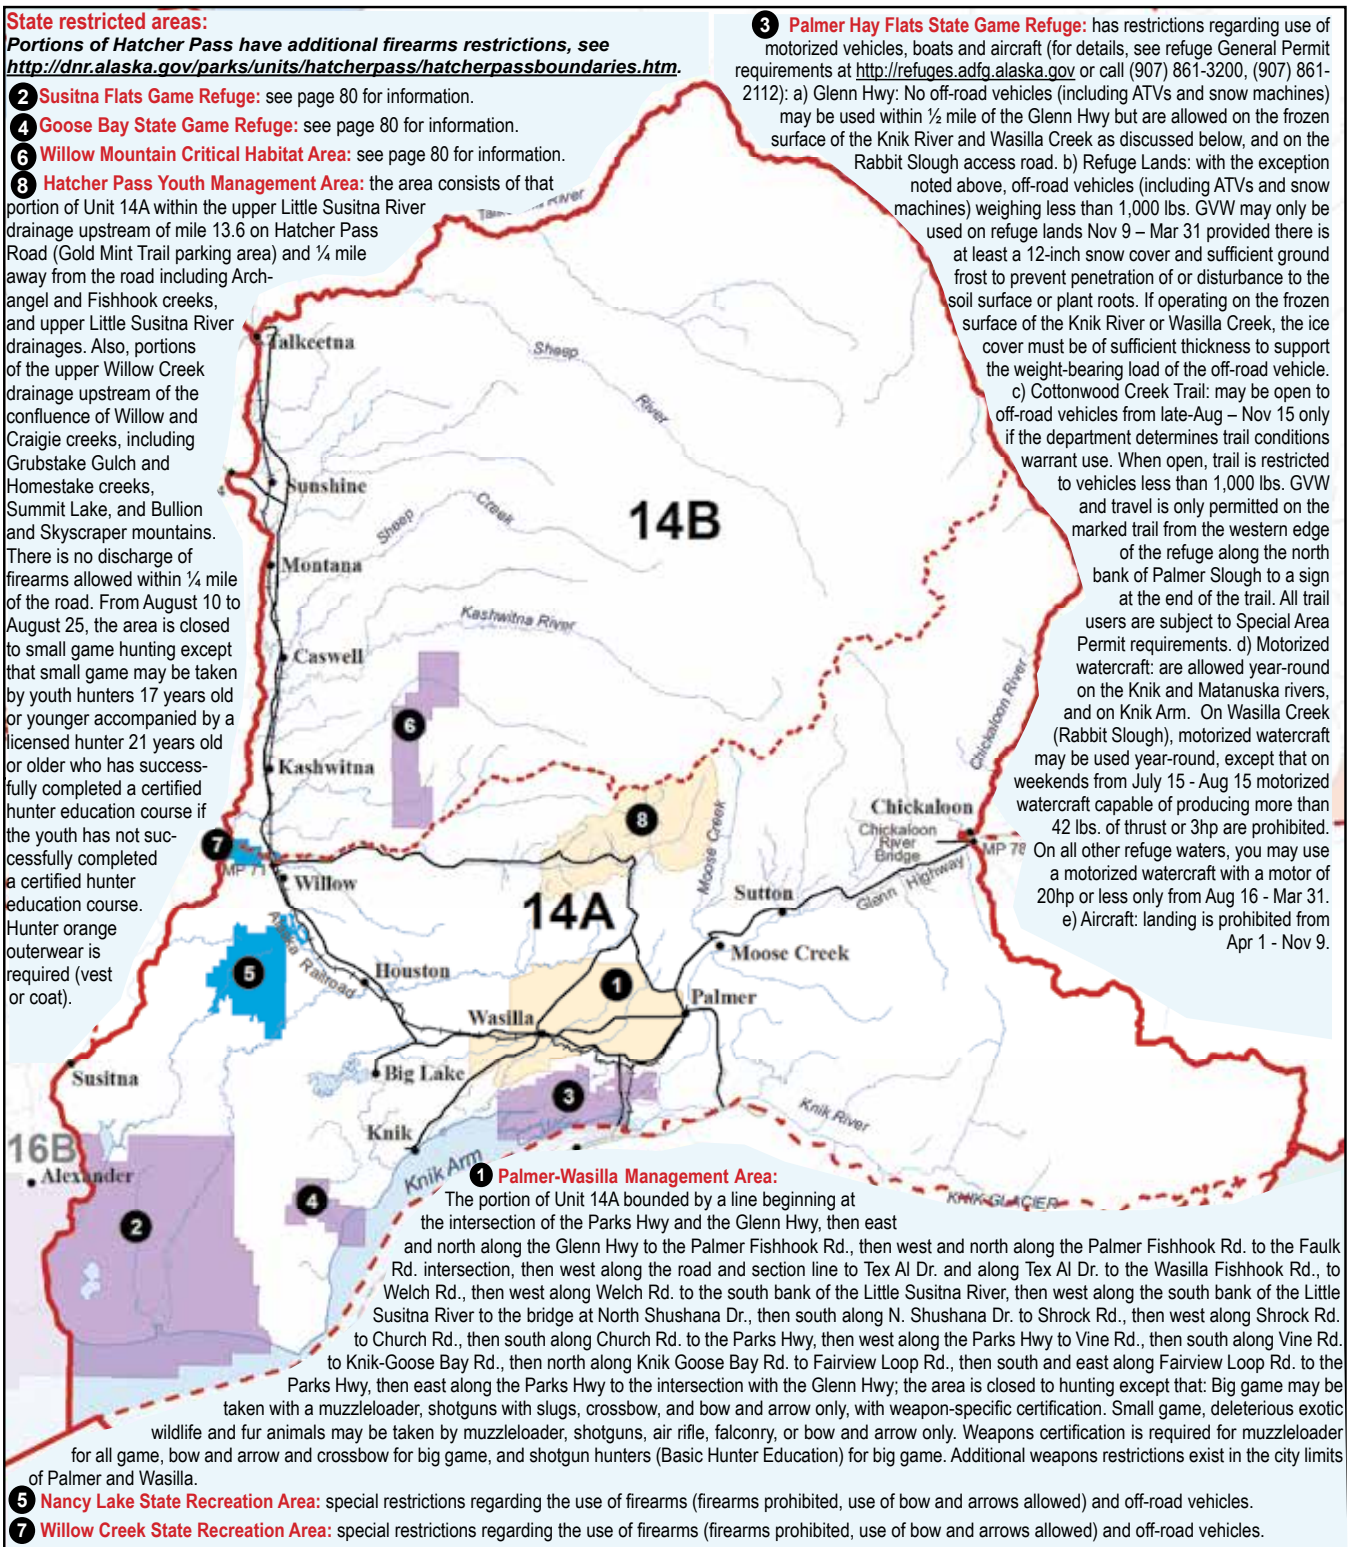 State restricted areas:
Portions of Hatcher Pass have additional firearms restrictions, see
http://dnr.alaska.gov/parks/units/hatcherpass/hatcherpassboundaries.htm.
2 Susitna Flats Game Refuge: see page 80 for information.
4 Goose Bay State Game Refuge: see page 80 for information.
6 Willow Mountain Critical Habitat Area: see page 80 for information.
8 Hatcher Pass Youth Management Area: the area consists of that
portion of Unit 14A within the upper Little Susitna River
drainage upstream of mile 13.6 on Hatcher Pass
Road (Gold Mint Trail parking area) and ¼ mile
away from the road including Arch-
angel and Fishhook creeks,
and upper Little Susitna River
drainages. Also, portions
of the upper Willow Creek
drainage upstream of the
confluence of Willow and
Craigie creeks, including
Grubstake Gulch and
Homestake creeks,
Summit Lake, and Bullion
and Skyscraper mountains.
There is no discharge of
firearms allowed within ¼ mile
of the road. From August 10 to
August 25, the area is closed
to small game hunting except
that small game may be taken
by youth hunters 17 years old
or younger accompanied by a
licensed hunter 21 years old
or older who has success-
fully completed a certified
hunter education course if
the youth has not suc-
cessfully completed
a certified hunter
education course.
Hunter orange
outerwear is
required (vest
or coat).
3 Palmer Hay Flats State Game Refuge: has restrictions regarding use of
motorized vehicles, boats and aircraft (for details, see refuge General Permit
requirements at http://refuges.adfg.alaska.gov or call (907) 861-3200, (907) 861-
2112): a) Glenn Hwy: No off-road vehicles (including ATVs and snow machines)
may be used within ½ mile of the Glenn Hwy but are allowed on the frozen
surface of the Knik River and Wasilla Creek as discussed below, and on the
Rabbit Slough access road. b) Refuge Lands: with the exception
noted above, off-road vehicles (including ATVs and snow
machines) weighing less than 1,000 lbs. GVW may only be
used on refuge lands Nov 9 – Mar 31 provided there is
at least a 12-inch snow cover and sufficient ground
frost to prevent penetration of or disturbance to the
soil surface or plant roots. If operating on the frozen
surface of the Knik River or Wasilla Creek, the ice
cover must be of sufficient thickness to support
the weight-bearing load of the off-road vehicle.
c) Cottonwood Creek Trail: may be open to
off-road vehicles from late-Aug – Nov 15 only
if the department determines trail conditions
warrant use. When open, trail is restricted
to vehicles less than 1,000 lbs. GVW
and travel is only permitted on the
marked trail from the western edge
of the refuge along the north
bank of Palmer Slough to a sign
at the end of the trail. All trail
users are subject to Special Area
Permit requirements. d) Motorized
watercraft: are allowed year-round
on the Knik and Matanuska rivers,
and on Knik Arm. On Wasilla Creek
(Rabbit Slough), motorized watercraft
may be used year-round, except that on
weekends from July 15 - Aug 15 motorized
watercraft capable of producing more than
42 lbs. of thrust or 3hp are prohibited.
On all other refuge waters, you may use
a motorized watercraft with a motor of
20hp or less only from Aug 16 - Mar 31.
e) Aircraft: landing is prohibited from
Apr 1 - Nov 9.
River
Talkeetna
Sheep
River
Sunshine
Sheep
Creek
14B
Montana
Kashwitna River
Caswell
6
Kashwitna
Chickaloon River
Chickaloon
Chickaloon
River
Bridge
MP 78
8
Moose Creek
7
MP 71
Willow
Sutton
Glenn Highway
14A
Alaska Railroad
5
Houston
Moose Creek
1
Palmer
Wasilla
Susitna
Big Lake
3
Knik River
16B
Knik
Alexander
Knik Arm
KNIK GLACIER
4
2
1 Palmer-Wasilla Management Area:
The portion of Unit 14A bounded by a line beginning at
the intersection of the Parks Hwy and the Glenn Hwy, then east
and north along the Glenn Hwy to the Palmer Fishhook Rd., then west and north along the Palmer Fishhook Rd. to the Faulk
Rd. intersection, then west along the road and section line to Tex Al Dr. and along Tex Al Dr. to the Wasilla Fishhook Rd., to
Welch Rd., then west along Welch Rd. to the south bank of the Little Susitna River, then west along the south bank of the Little
Susitna River to the bridge at North Shushana Dr., then south along N. Shushana Dr. to Shrock Rd., then west along Shrock Rd.
to Church Rd., then south along Church Rd. to the Parks Hwy, then west along the Parks Hwy to Vine Rd., then south along Vine Rd.
to Knik-Goose Bay Rd., then north along Knik Goose Bay Rd. to Fairview Loop Rd., then south and east along Fairview Loop Rd. to the
Parks Hwy, then east along the Parks Hwy to the intersection with the Glenn Hwy; the area is closed to hunting except that: Big game may be
taken with a muzzleloader, shotguns with slugs, crossbow, and bow and arrow only, with weapon-specific certification. Small game, deleterious exotic
wildlife and fur animals may be taken by muzzleloader, shotguns, air rifle, falconry, or bow and arrow only. Weapons certification is required for muzzleloader
for all game, bow and arrow and crossbow for big game, and shotgun hunters (Basic Hunter Education) for big game. Additional weapons restrictions exist in the city limits
of Palmer and Wasilla.
5 Nancy Lake State Recreation Area: special restrictions regarding the use of firearms (firearms prohibited, use of bow and arrows allowed) and off-road vehicles.
7 Willow Creek State Recreation Area: special restrictions regarding the use of firearms (firearms prohibited, use of bow and arrows allowed) and off-road vehicles.